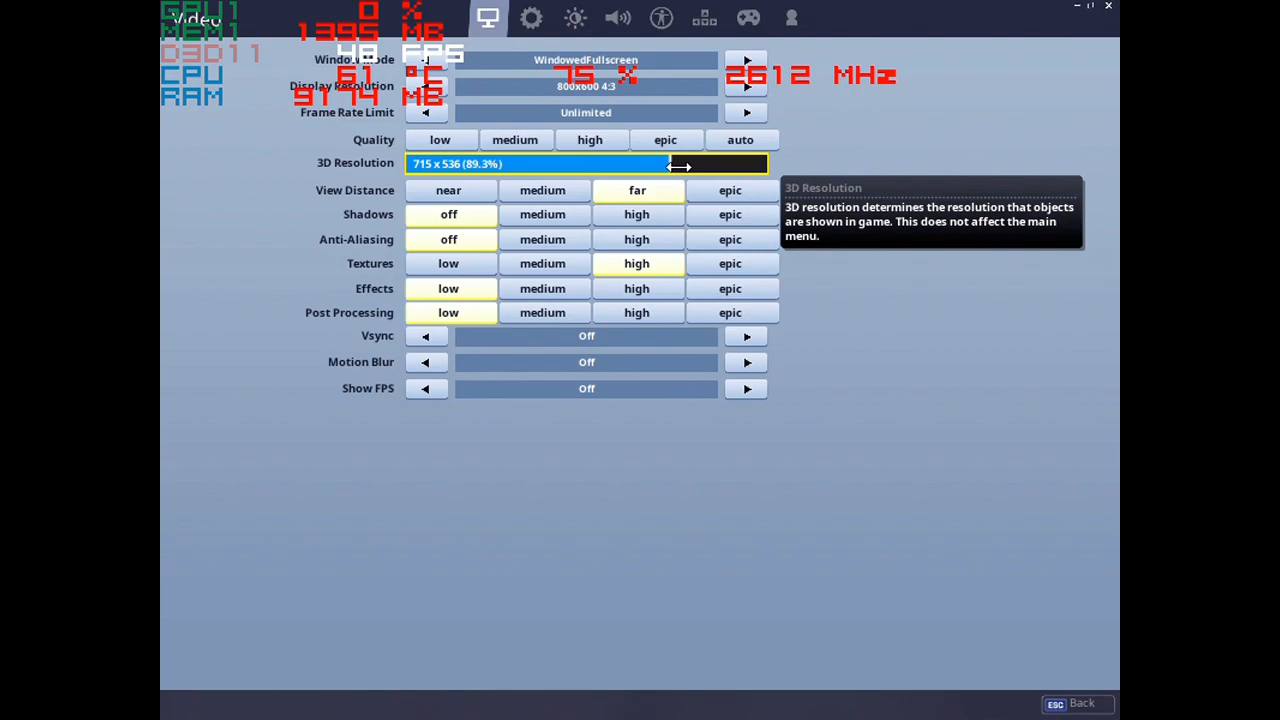 GPU1 0 %
Video
MEM1 1395 MB
D3D11 48 FPS
Window Mode WindowedFullscreen
CPU 61 °C 75 % 2612 MHz
Display Resolution 800x600 4:3
RAM 9174 MB
Frame Rate Limit Unlimited
Quality low medium high epic auto
3D Resolution 715 x 536 (89.3%)
View Distance near medium far epic
3D Resolution
3D resolution determines the resolution that objects
are shown in game. This does not affect the main
menu.
Shadows off medium high epic
Anti-Aliasing off medium high epic
Textures low medium high epic
Effects low medium high epic
Post Processing low medium high epic
Vsync Off
Motion Blur Off
Show FPS Off
ESC Back